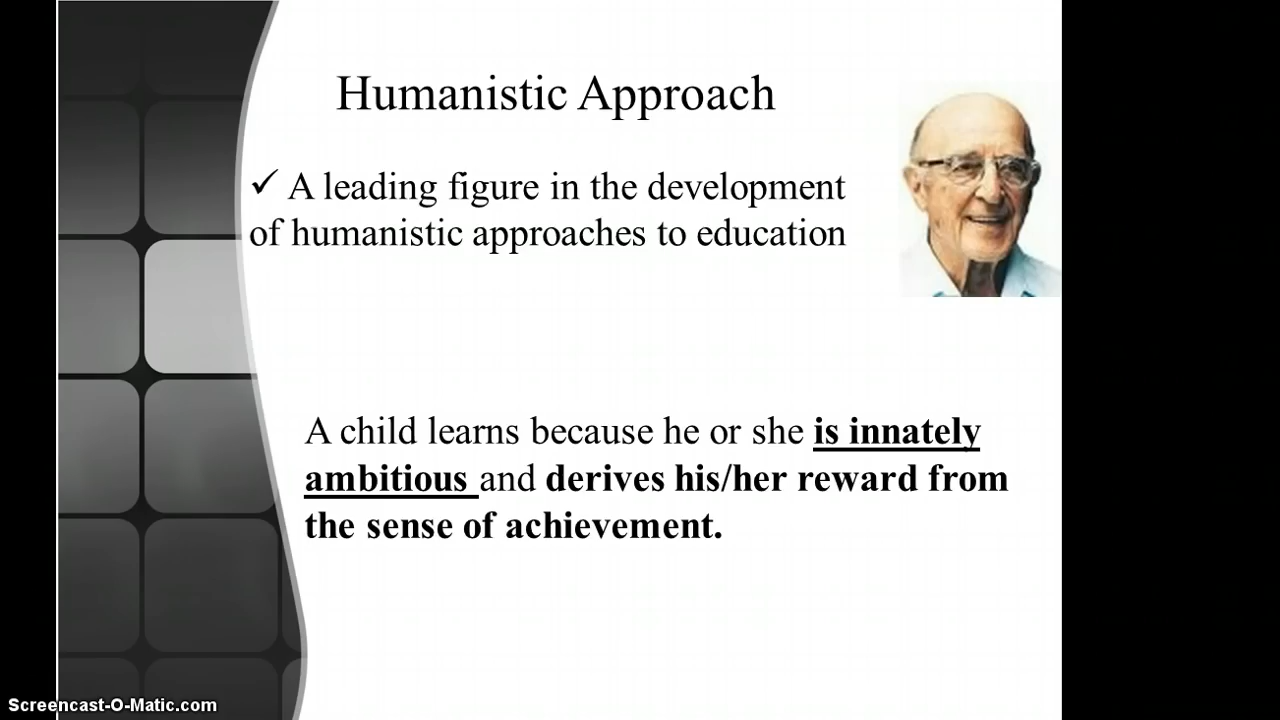 Humanistic Approach
✓ A leading figure in the development
of humanistic approaches to education
A child learns because he or she is innately
ambitious and derives his/her reward from
the sense of achievement.
Screencast-O-Matic.com